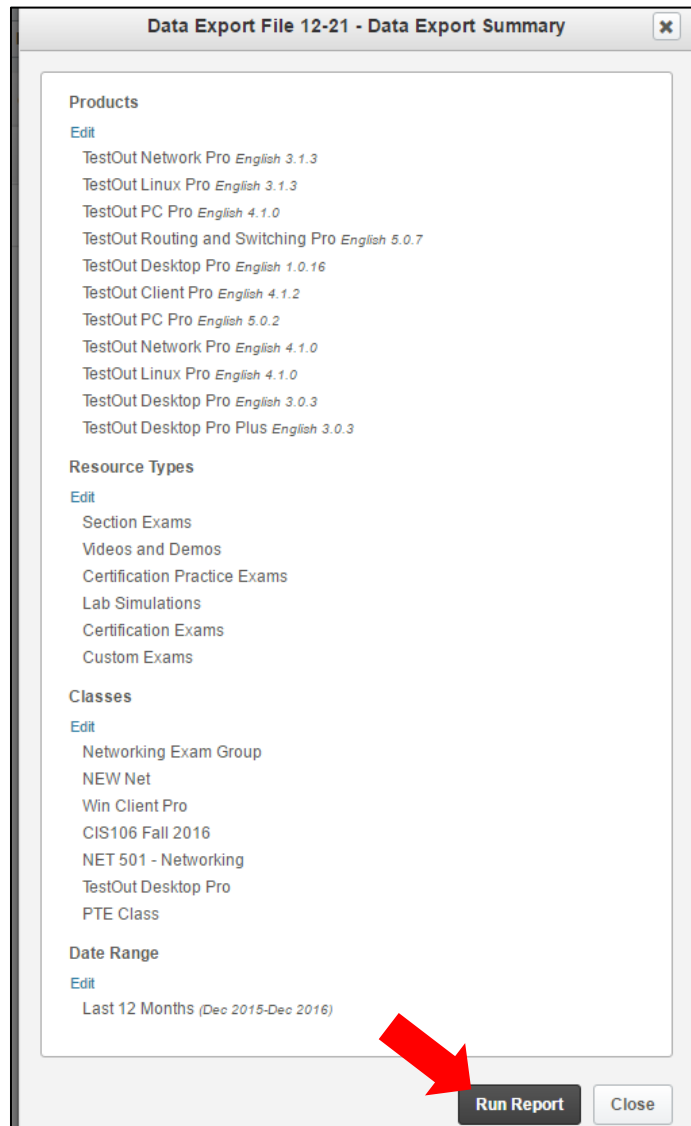 Data Export File 12-21 - Data Export Summary
Products
Edit
TestOut Network Pro English 3.1.3
TestOut Linux Pro English 3.1.3
TestOut PC Pro English 4.1.0
TestOut Routing and Switching Pro English 5.0.7
TestOut Desktop Pro English 1.0.16
TestOut Client Pro English 4.1.2
TestOut PC Pro English 5.0.2
TestOut Network Pro English 4.1.0
TestOut Linux Pro English 4.1.0
TestOut Desktop Pro English 3.0.3
TestOut Desktop Pro Plus English 3.0.3
Resource Types
Edit
Section Exams
Videos and Demos
Certification Practice Exams
Lab Simulations
Certification Exams
Custom Exams
Classes
Edit
Networking Exam Group
NEW Net
Win Client Pro
CIS106 Fall 2016
NET 501 - Networking
TestOut Desktop Pro
PTE Class
Date Range
Edit
Last 12 Months (Dec 2015-Dec 2016)
Run Report
Close